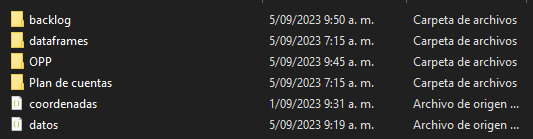 backlog 5/09/2023 9:50 a. m. Carpeta de archivos
dataframes 5/09/2023 7:15 a. m. Carpeta de archivos
OPP 5/09/2023 9:45 a. m. Carpeta de archivos
Plan de cuentas 5/09/2023 7:15 a. m. Carpeta de archivos
coordenadas 1/09/2023 9:31 a. m. Archivo de origen ...
datos 5/09/2023 9:19 a. m. Archivo de origen ...